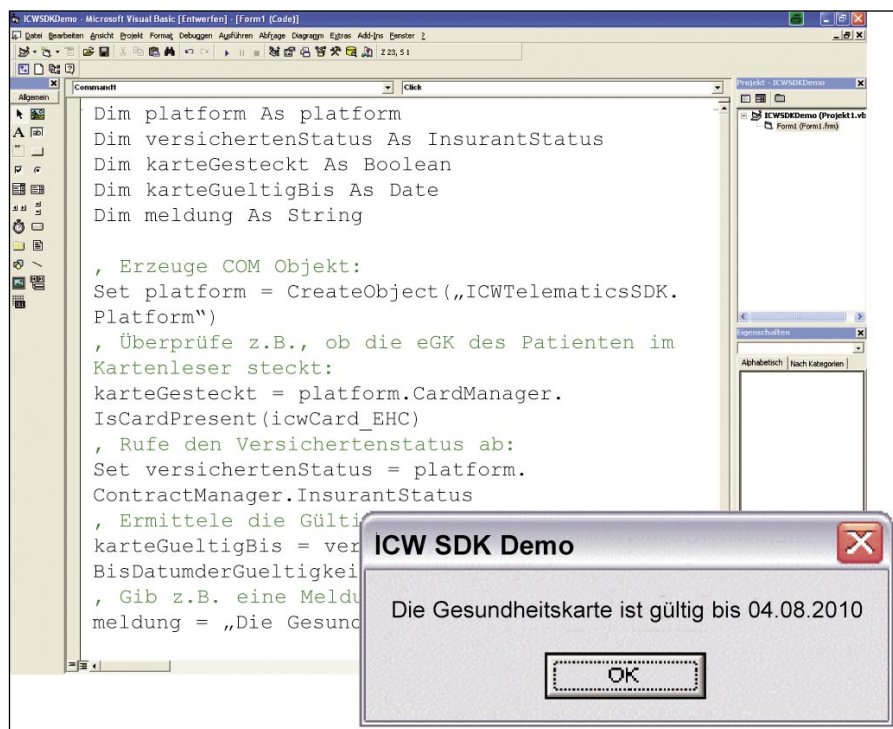 ICWSDKDemo - Microsoft Visual Basic [Entwerfen] - [Form1 (Code)]
Datei Bearbeiten Ansicht Projekt Format Debuggen Ausführen Abfrage Diagramm Extras Add-Ins Fenster ?
Z 23, S 1
Allgemein
Command1 Click
Dim platform As platform
Dim versichertenStatus As InsurantStatus
Dim karteGesteckt As Boolean
Dim karteGueltigBis As Date
Dim meldung As String
, Erzeuge COM Objekt:
Set platform = CreateObject(„ICWTelematicsSDK.
Platform“)
, Überprüfe z.B., ob die eGK des Patienten im
Kartenleser steckt:
karteGesteckt = platform.CardManager.
IsCardPresent(icwCard_EHC)
, Rufe den Versichertenstatus ab:
Set versichertenStatus = platform.
ContractManager.InsurantStatus
, Ermittele die Gülti
karteGueltigBis = ver
BisDatumderGueltigkei
, Gib z.B. eine Meldu
meldung = „Die Gesund
Projekt - ICWSDKDemo
ICWSDKDemo (Projekt1.vb
Form1 (Form1.frm)
Eigenschaften
Alphabetisch Nach Kategorien
ICW SDK Demo
Die Gesundheitskarte ist gültig bis 04.08.2010
OK